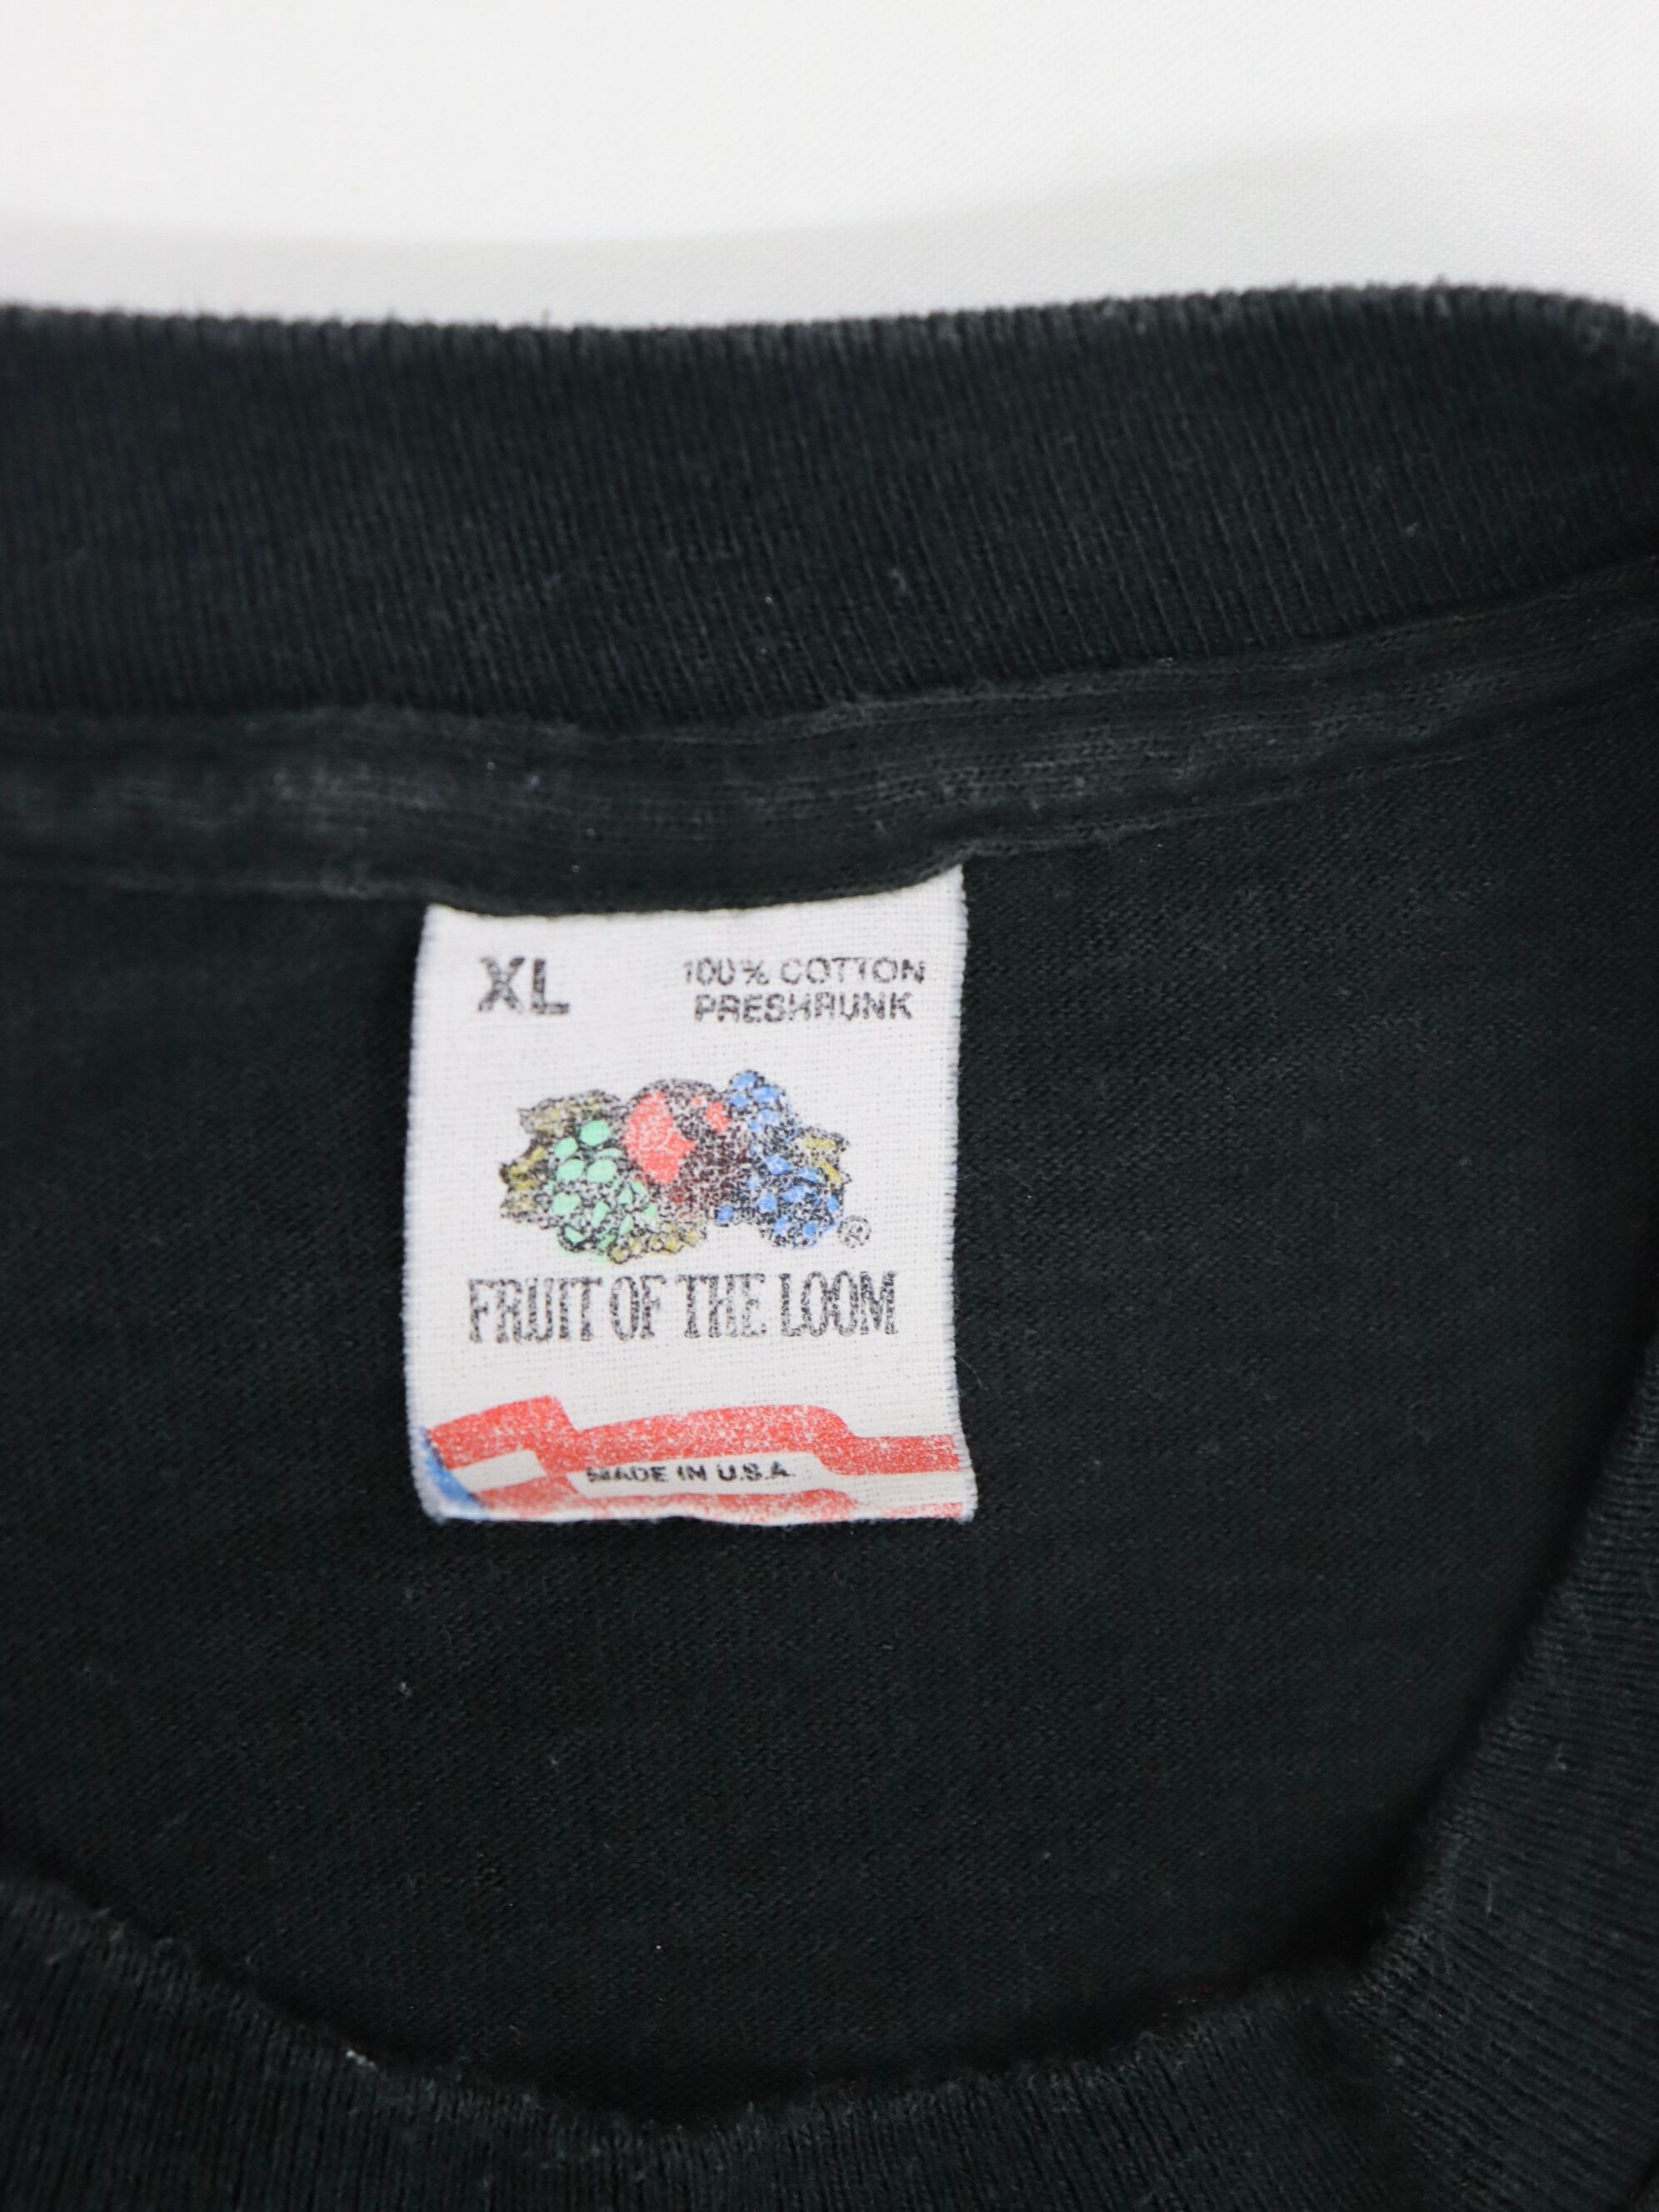 XL
100% COTTON
PRESHRUNK
®
FRUIT OF THE LOOM
MADE IN U.S.A.